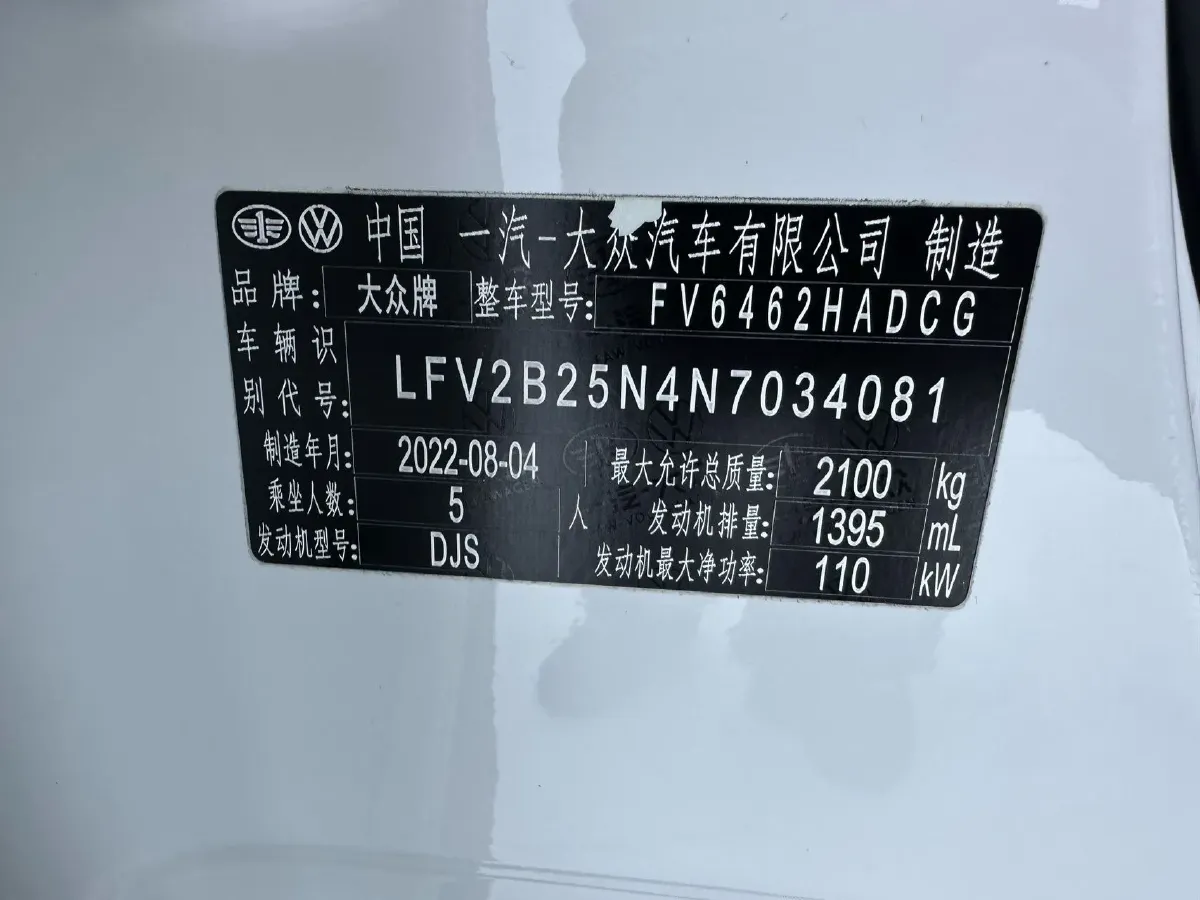 中国 一汽-大众汽车有限公司 制造
品牌: 大众牌 整车型号: FV6462HADCG
车辆识别代号: LFV2B25N4N7034081
制造年月: 2022-08-04 最大允许总质量: 2100 kg
乘坐人数: 5 人 发动机排量: 1395 mL
发动机型号: DJS 发动机最大净功率: 110 kW